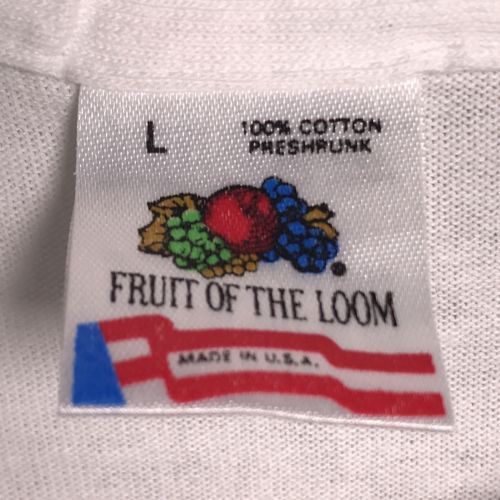 L
100% COTTON
PRESHRUNK
FRUIT OF THE LOOM
MADE IN U.S.A.